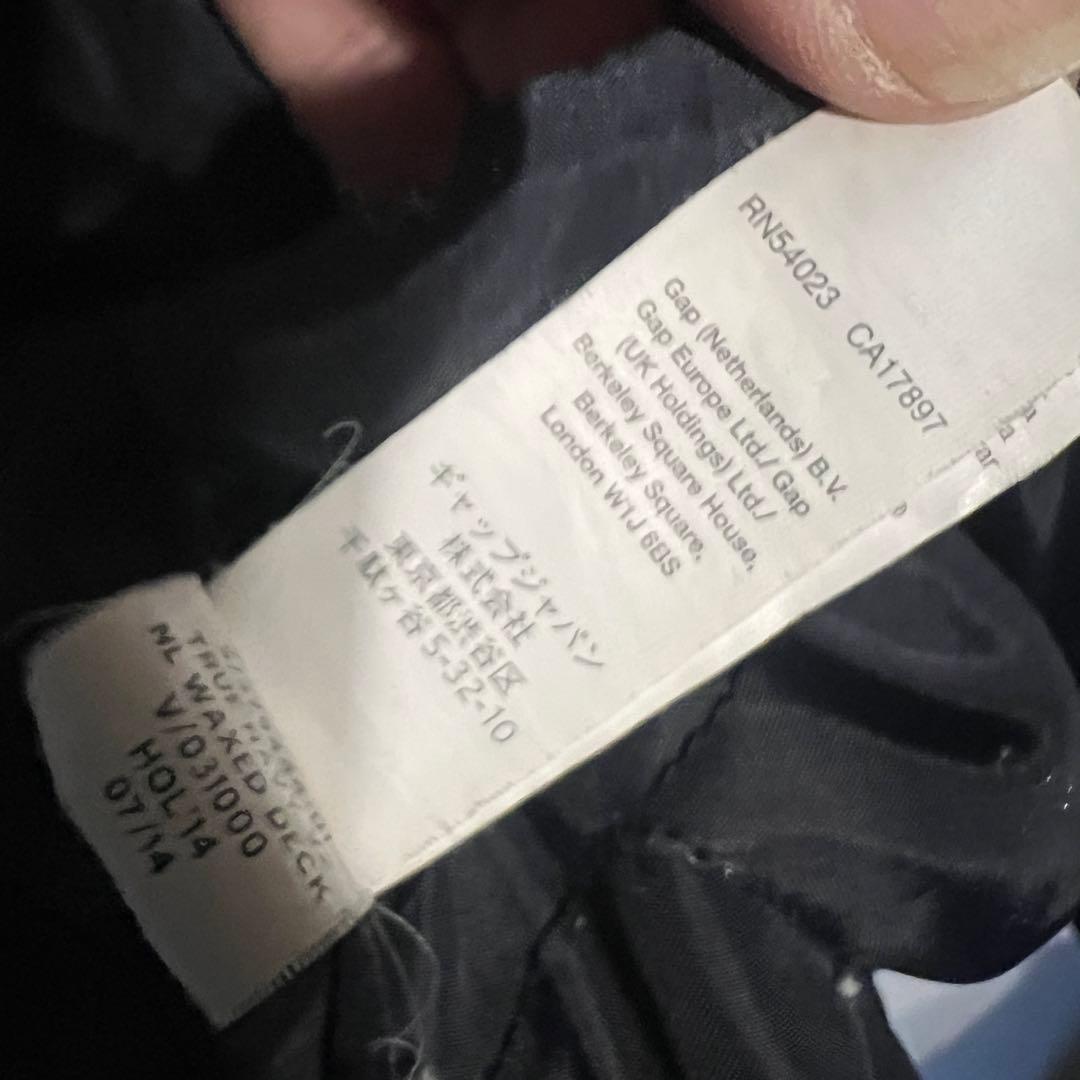 RN54023 CA17897
Gap (Netherlands) B.V.
Gap Europe Ltd./ Gap
(UK Holdings) Ltd./
Berkeley Square House,
Berkeley Square,
London W1J 6BS
ギャップジャパン
株式会社
東京都渋谷区
千駄ヶ谷5-32-10
NL WAXED DECK
V/031000
HOL'14
07/14